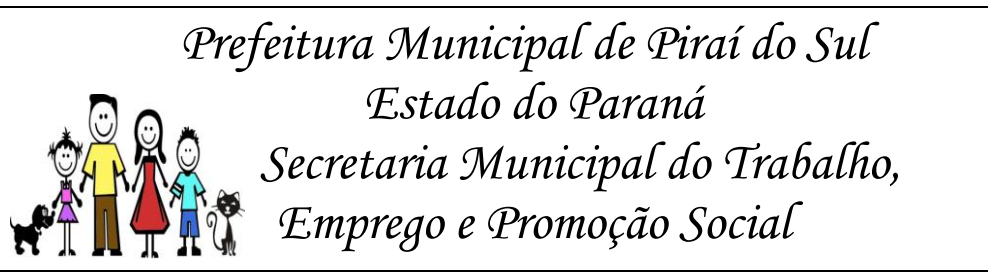 Prefeitura Municipal de Piraí do Sul
Estado do Paraná
Secretaria Municipal do Trabalho,
Emprego e Promoção Social